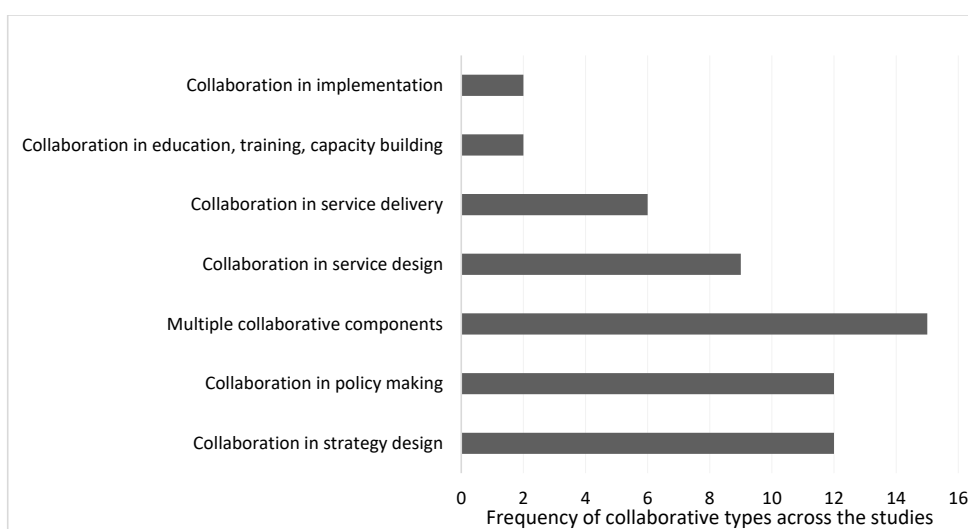 Collaboration in implementation
Collaboration in education, training, capacity building
Collaboration in service delivery
Collaboration in service design
Multiple collaborative components
Collaboration in policy making
Collaboration in strategy design
0 2 4 6 8 10 12 14 16
Frequency of collaborative types across the studies